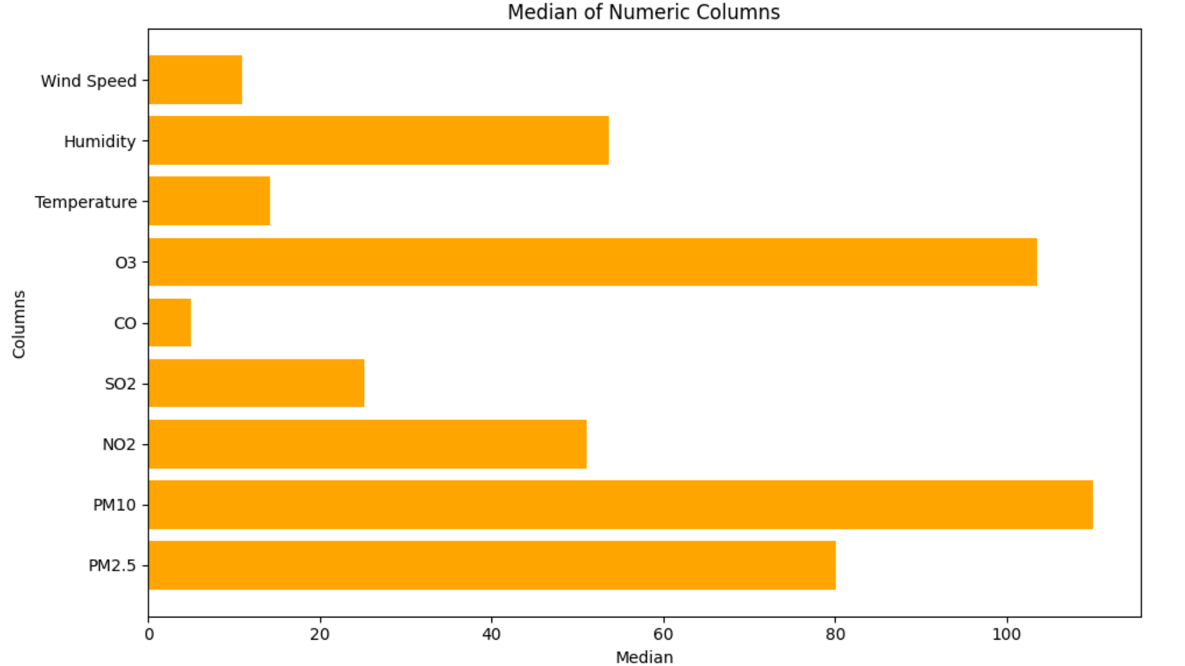 Median of Numeric Columns
Wind Speed
Humidity
Temperature
O3
CO
SO2
NO2
PM10
PM2.5
Columns
0 20 40 60 80 100
Median